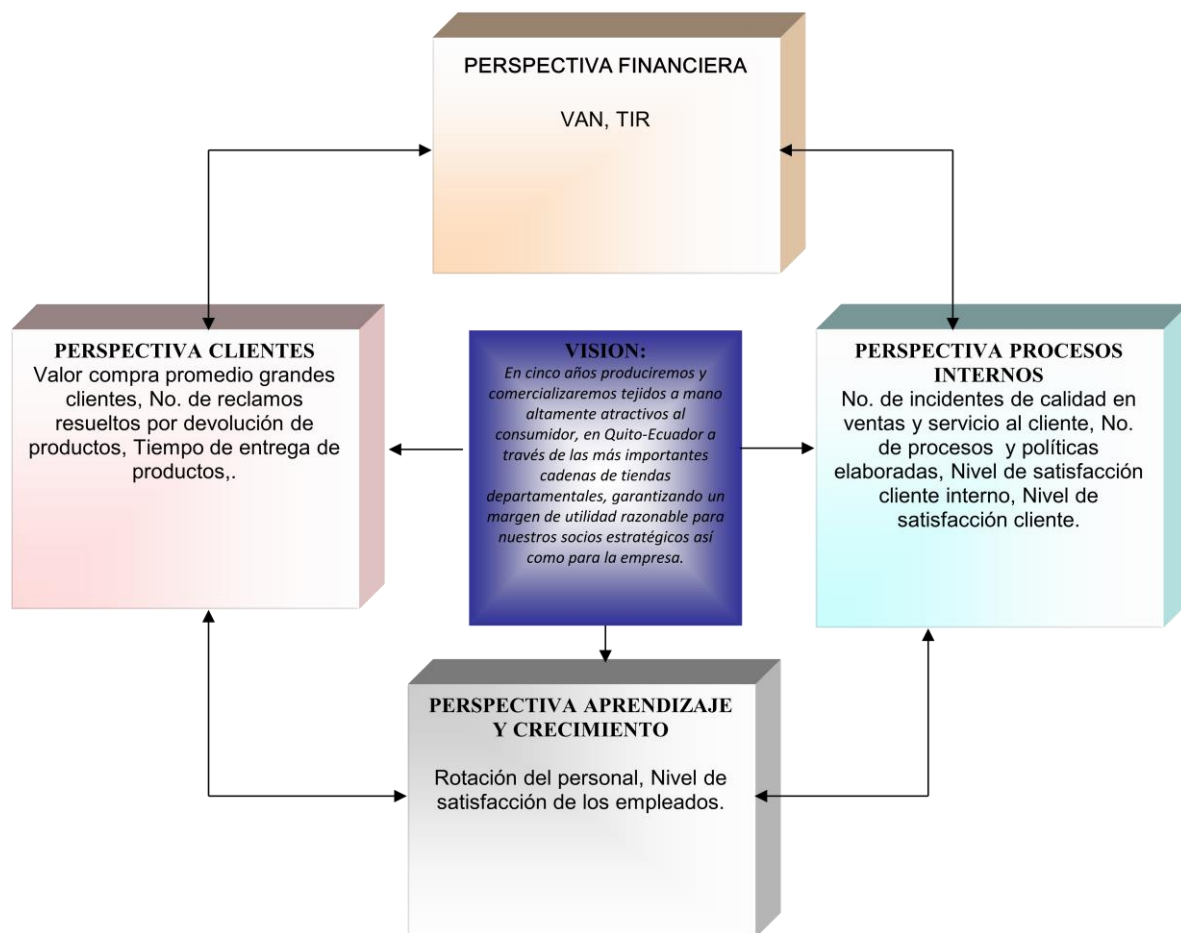 PERSPECTIVA FINANCIERA
VAN, TIR
PERSPECTIVA CLIENTES
Valor compra promedio grandes
clientes, No. de reclamos
resueltos por devolución de
productos, Tiempo de entrega de
productos,.
VISION:
En cinco años produciremos y
comercializaremos tejidos a mano
altamente atractivos al
consumidor, en Quito-Ecuador a
través de las más importantes
cadenas de tiendas
departamentales, garantizando un
margen de utilidad razonable para
nuestros socios estratégicos así
como para la empresa.
PERSPECTIVA PROCESOS
INTERNOS
No. de incidentes de calidad en
ventas y servicio al cliente, No.
de procesos y políticas
elaboradas, Nivel de satisfacción
cliente interno, Nivel de
satisfacción cliente.
PERSPECTIVA APRENDIZAJE
Y CRECIMIENTO
Rotación del personal, Nivel de
satisfacción de los empleados.